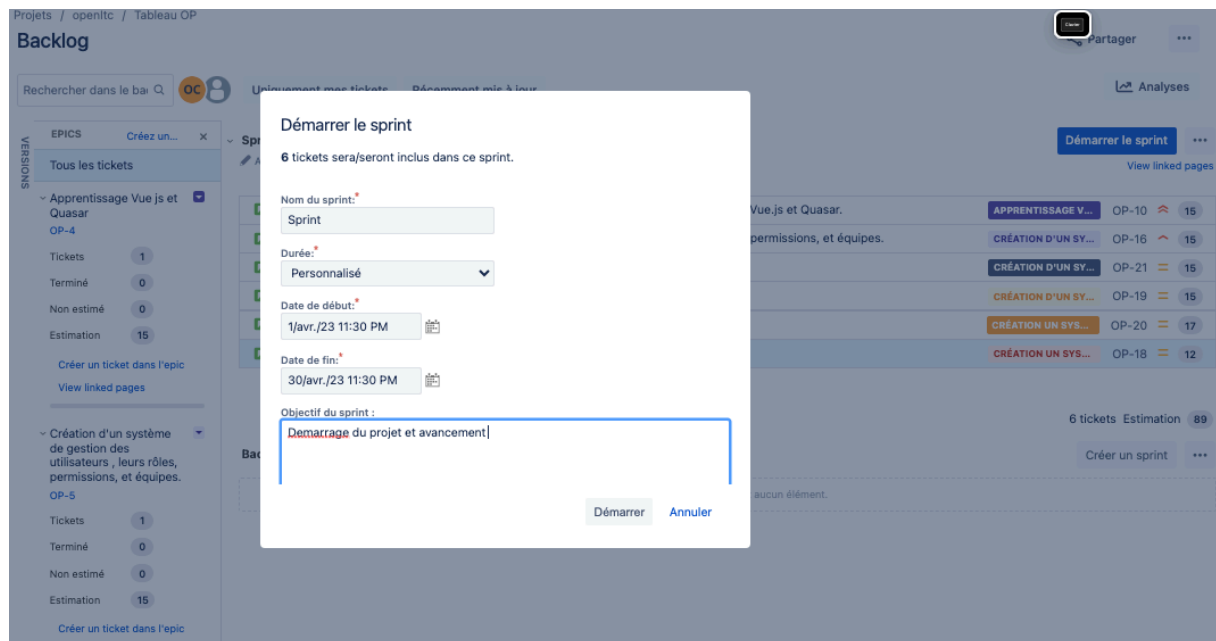 Projets / openItc / Tableau OP
Backlog
Partager
Rechercher dans le ba
OC
Uniquement mes tickets Récemment mis à jour
Analyses
VERSIONS
EPICS Créez un... ×
Tous les tickets
Apprentissage Vue js et
Quasar
OP-4
Tickets 1
Terminé 0
Non estimé 0
Estimation 15
Créer un ticket dans l'epic
View linked pages
Création d'un système
de gestion des
utilisateurs , leurs rôles,
permissions, et équipes.
OP-5
Tickets 1
Terminé 0
Non estimé 0
Estimation 15
Créer un ticket dans l'epic
Spr
Démarrer le sprint
6 tickets sera/seront inclus dans ce sprint.
Nom du sprint:*
Sprint
Durée:*
Personnalisé
Date de début:*
1/avr./23 11:30 PM
Date de fin:*
30/avr./23 11:30 PM
Objectif du sprint :
Demarrage du projet et avancement
Démarrer Annuler
Démarrer le sprint ...
View linked pages
Vue.js et Quasar. APPRENTISSAGE V... OP-10 15
permissions, et équipes. CRÉATION D'UN SY... OP-16 15
CRÉATION D'UN SY... OP-21 15
CRÉATION D'UN SY... OP-19 15
CRÉATION UN SYS... OP-20 17
CRÉATION UN SYS... OP-18 12
6 tickets Estimation 89
Bac
Créer un sprint ...
aucun élément.